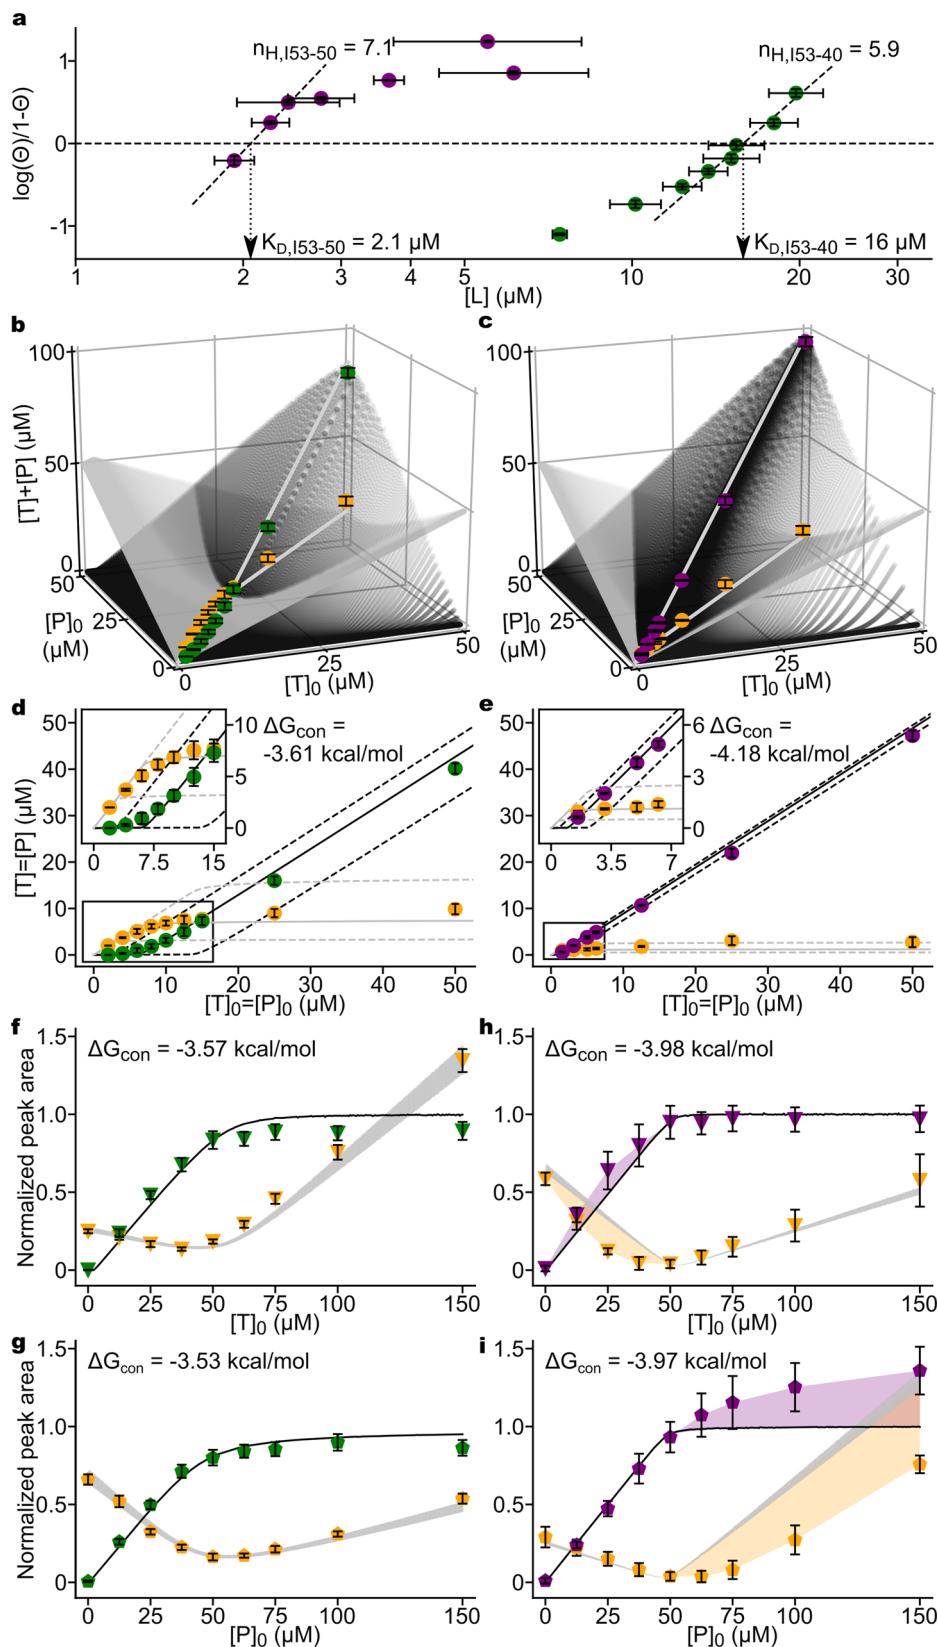 a
log(Θ)/1-Θ)
1
0
-1
n_H,I53-50 = 7.1
n_H,I53-40 = 5.9
K_D,I53-50 = 2.1 µM
K_D,I53-40 = 16 µM
1 2 3 4 5 10 20 30
[L] (µM)
b
[T]+[P] (µM)
100
50
0
50
25
0
[P]₀
(µM)
0
25
50
[T]₀ (µM)
c
100
50
0
50
25
0
[P]₀
(µM)
0
25
50
[T]₀ (µM)
d
[T]=[P] (µM)
50
40
30
20
10
0
10
5
0
0 7.5 15
ΔG_con =
-3.61 kcal/mol
0 10 20 30 40 50
[T]₀=[P]₀ (µM)
e
50
40
30
20
10
0
6
3
0
0 3.5 7
ΔG_con =
-4.18 kcal/mol
0 10 20 30 40 50
[T]₀=[P]₀ (µM)
f
Normalized peak area
1.5
1.0
0.5
0
ΔG_con = -3.57 kcal/mol
0 25 50 75 100 150
[T]₀ (µM)
h
1.5
1.0
0.5
0
ΔG_con = -3.98 kcal/mol
0 25 50 75 100 150
[T]₀ (µM)
g
Normalized peak area
1.5
1.0
0.5
0
ΔG_con = -3.53 kcal/mol
0 25 50 75 100 150
[P]₀ (µM)
i
1.5
1.0
0.5
0
ΔG_con = -3.97 kcal/mol
0 25 50 75 100 150
[P]₀ (µM)